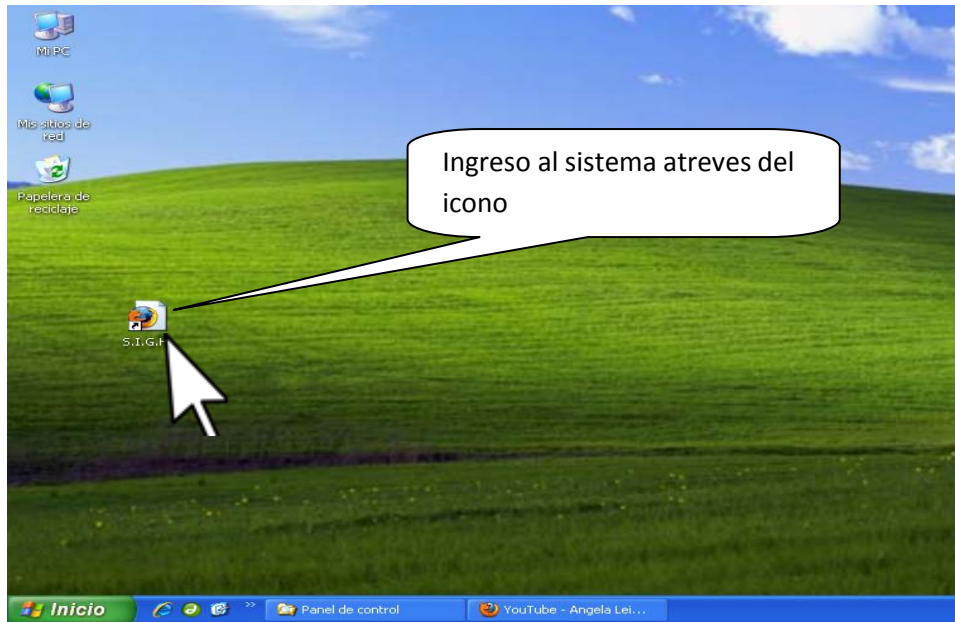 Mi PC
Mis sitios de
red
Papelera de
reciclaje
Ingreso al sistema atreves del
icono
S.I.G.H
Inicio
Panel de control
YouTube - Angela Lei...